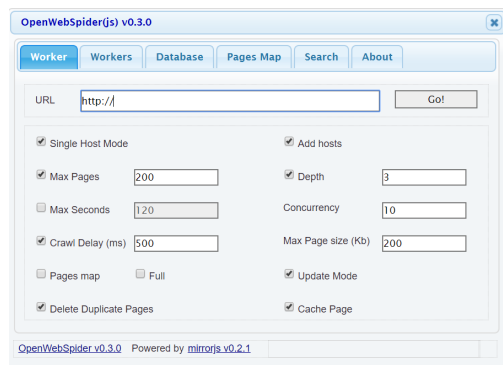 OpenWebSpider(js) v0.3.0
Worker Workers Database Pages Map Search About
URL http:// Go!
Single Host Mode Add hosts
Max Pages 200 Depth 3
Max Seconds 120 Concurrency 10
Crawl Delay (ms) 500 Max Page size (Kb) 200
Pages map Full Update Mode
Delete Duplicate Pages Cache Page
OpenWebSpider v0.3.0 Powered by mirrorjs v0.2.1